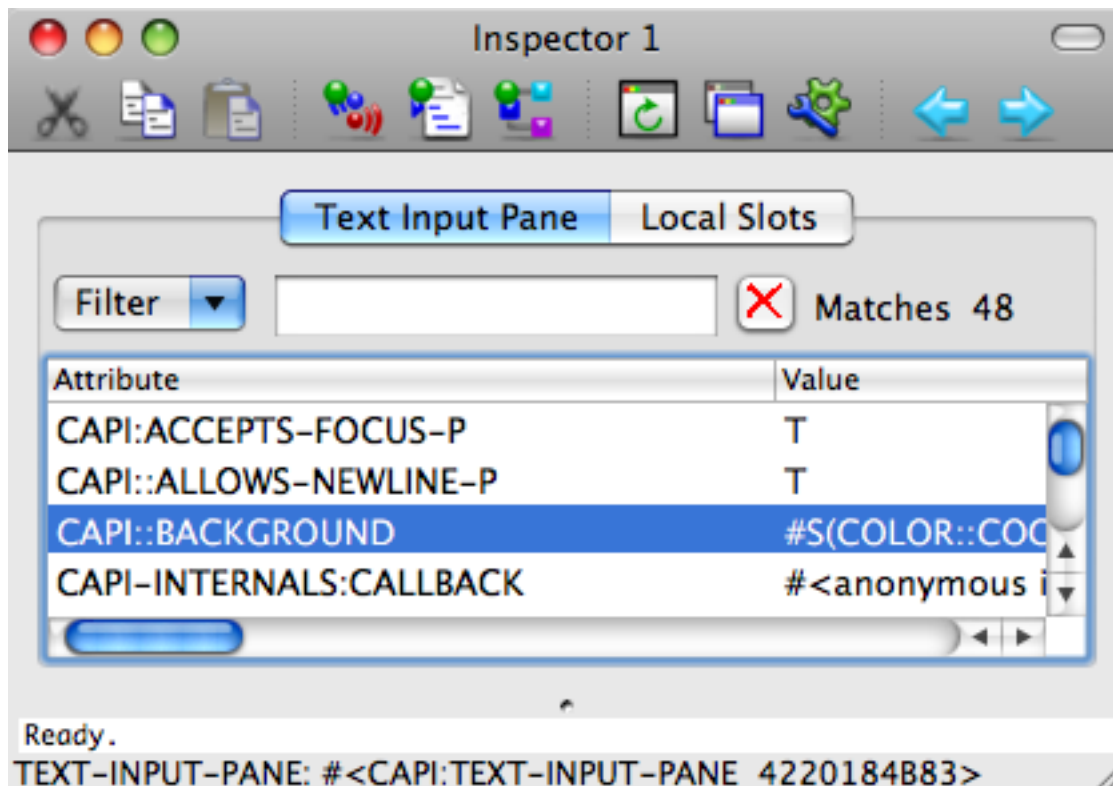 Inspector 1
Text Input Pane Local Slots
Filter Matches 48
Attribute Value
CAPI:ACCEPTS-FOCUS-P T
CAPI::ALLOWS-NEWLINE-P T
CAPI::BACKGROUND #S(COLOR::COC
CAPI-INTERNALS:CALLBACK #<anonymous i
Ready.
TEXT-INPUT-PANE: #<CAPI:TEXT-INPUT-PANE 4220184B83>